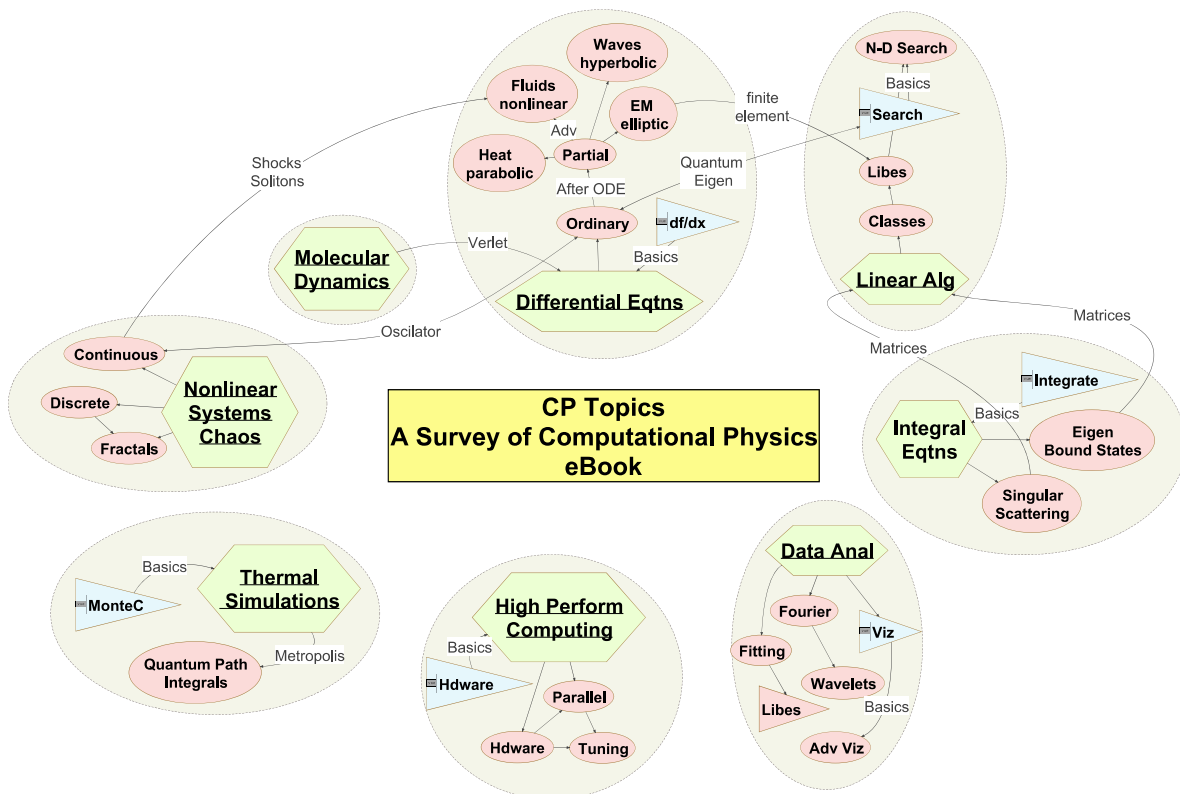 Waves
hyperbolic
Fluids
nonlinear
EM
elliptic
Adv
Heat
parabolic
Partial
After ODE
Ordinary
df/dx
Basics
Differential Eqtns
finite
element
Quantum
Eigen
N-D Search
Basics
Search
Libes
Classes
Linear Alg
Shocks
Solitons
Molecular
Dynamics
Verlet
Oscilator
Continuous
Discrete
Fractals
Nonlinear
Systems
Chaos
CP Topics
A Survey of Computational Physics
eBook
Matrices
Matrices
Integrate
Basics
Integral
Eqtns
Eigen
Bound States
Singular
Scattering
Basics
MonteC
Thermal
Simulations
Metropolis
Quantum Path
Integrals
High Perform
Computing
Basics
Hdware
Parallel
Hdware
Tuning
Data Anal
Fourier
Viz
Fitting
Wavelets
Libes
Basics
Adv Viz